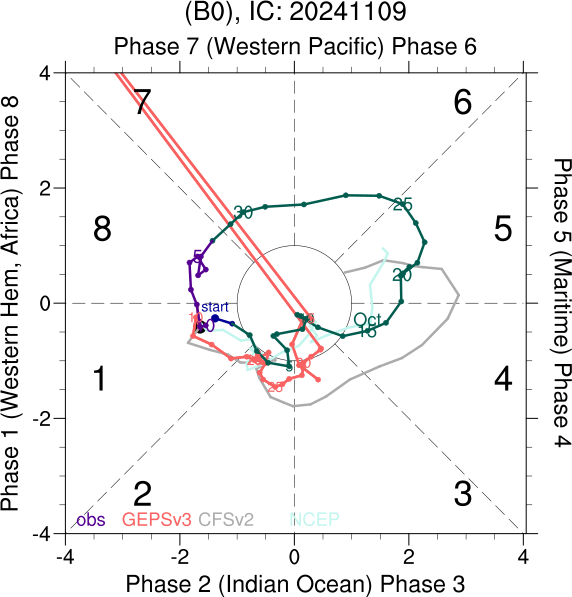 (B0), IC: 20241109
Phase 7 (Western Pacific) Phase 6
Phase 1 (Western Hem, Africa) Phase 8
Phase 5 (Maritime) Phase 4
4
2
0
-2
-4
7
6
8
5
1
4
2
3
30
25
5
20
start
Oct
15
25
obs
GEPSv3
CFSv2
NCEP
-4
-2
0
2
4
Phase 2 (Indian Ocean) Phase 3